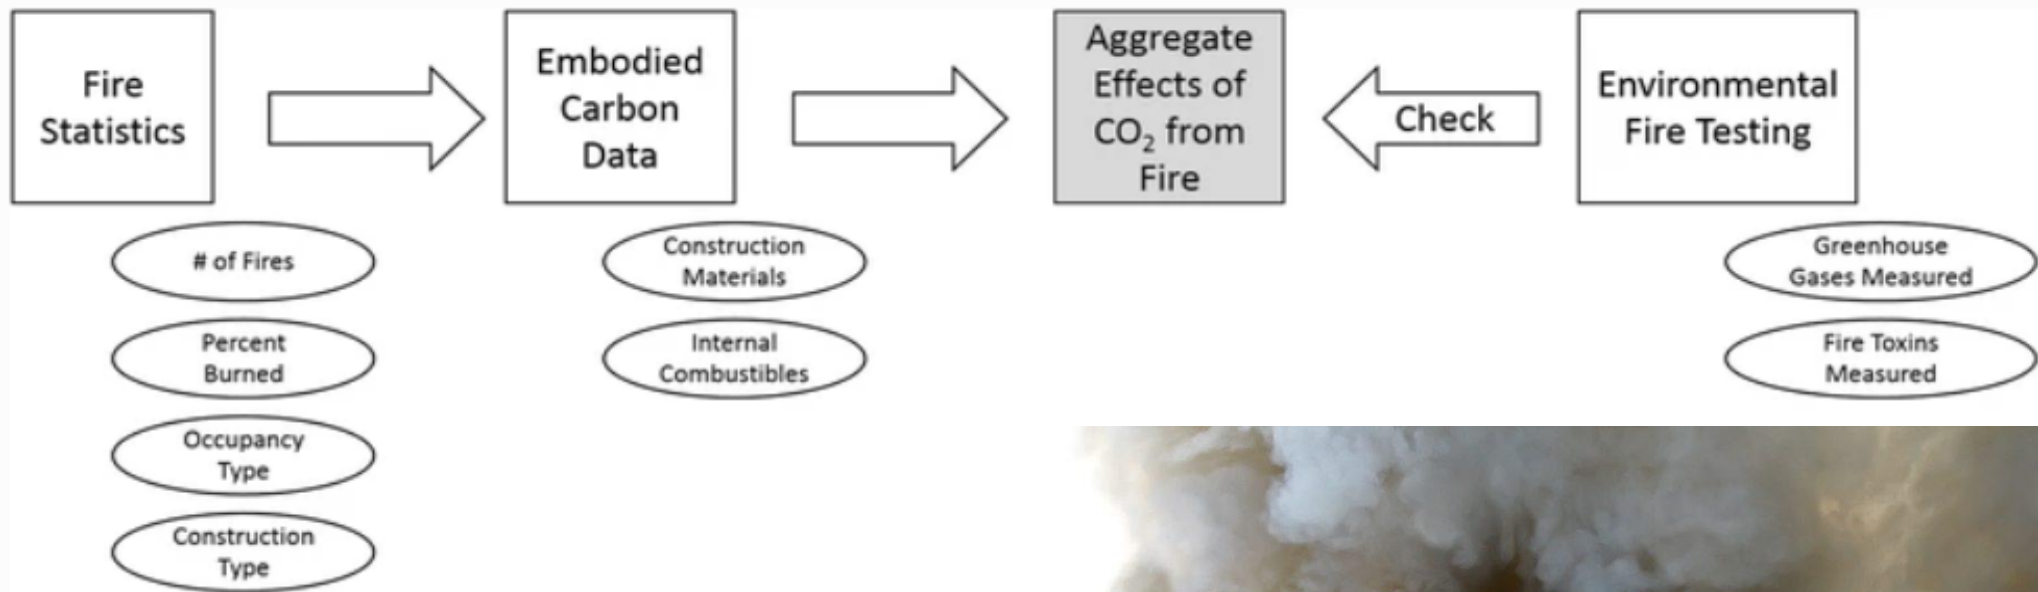 Fire
Statistics
Embodied
Carbon
Data
Aggregate
Effects of
CO₂ from
Fire
Check
Environmental
Fire Testing
# of Fires
Percent
Burned
Occupancy
Type
Construction
Type
Construction
Materials
Internal
Combustibles
Greenhouse
Gases Measured
Fire Toxins
Measured